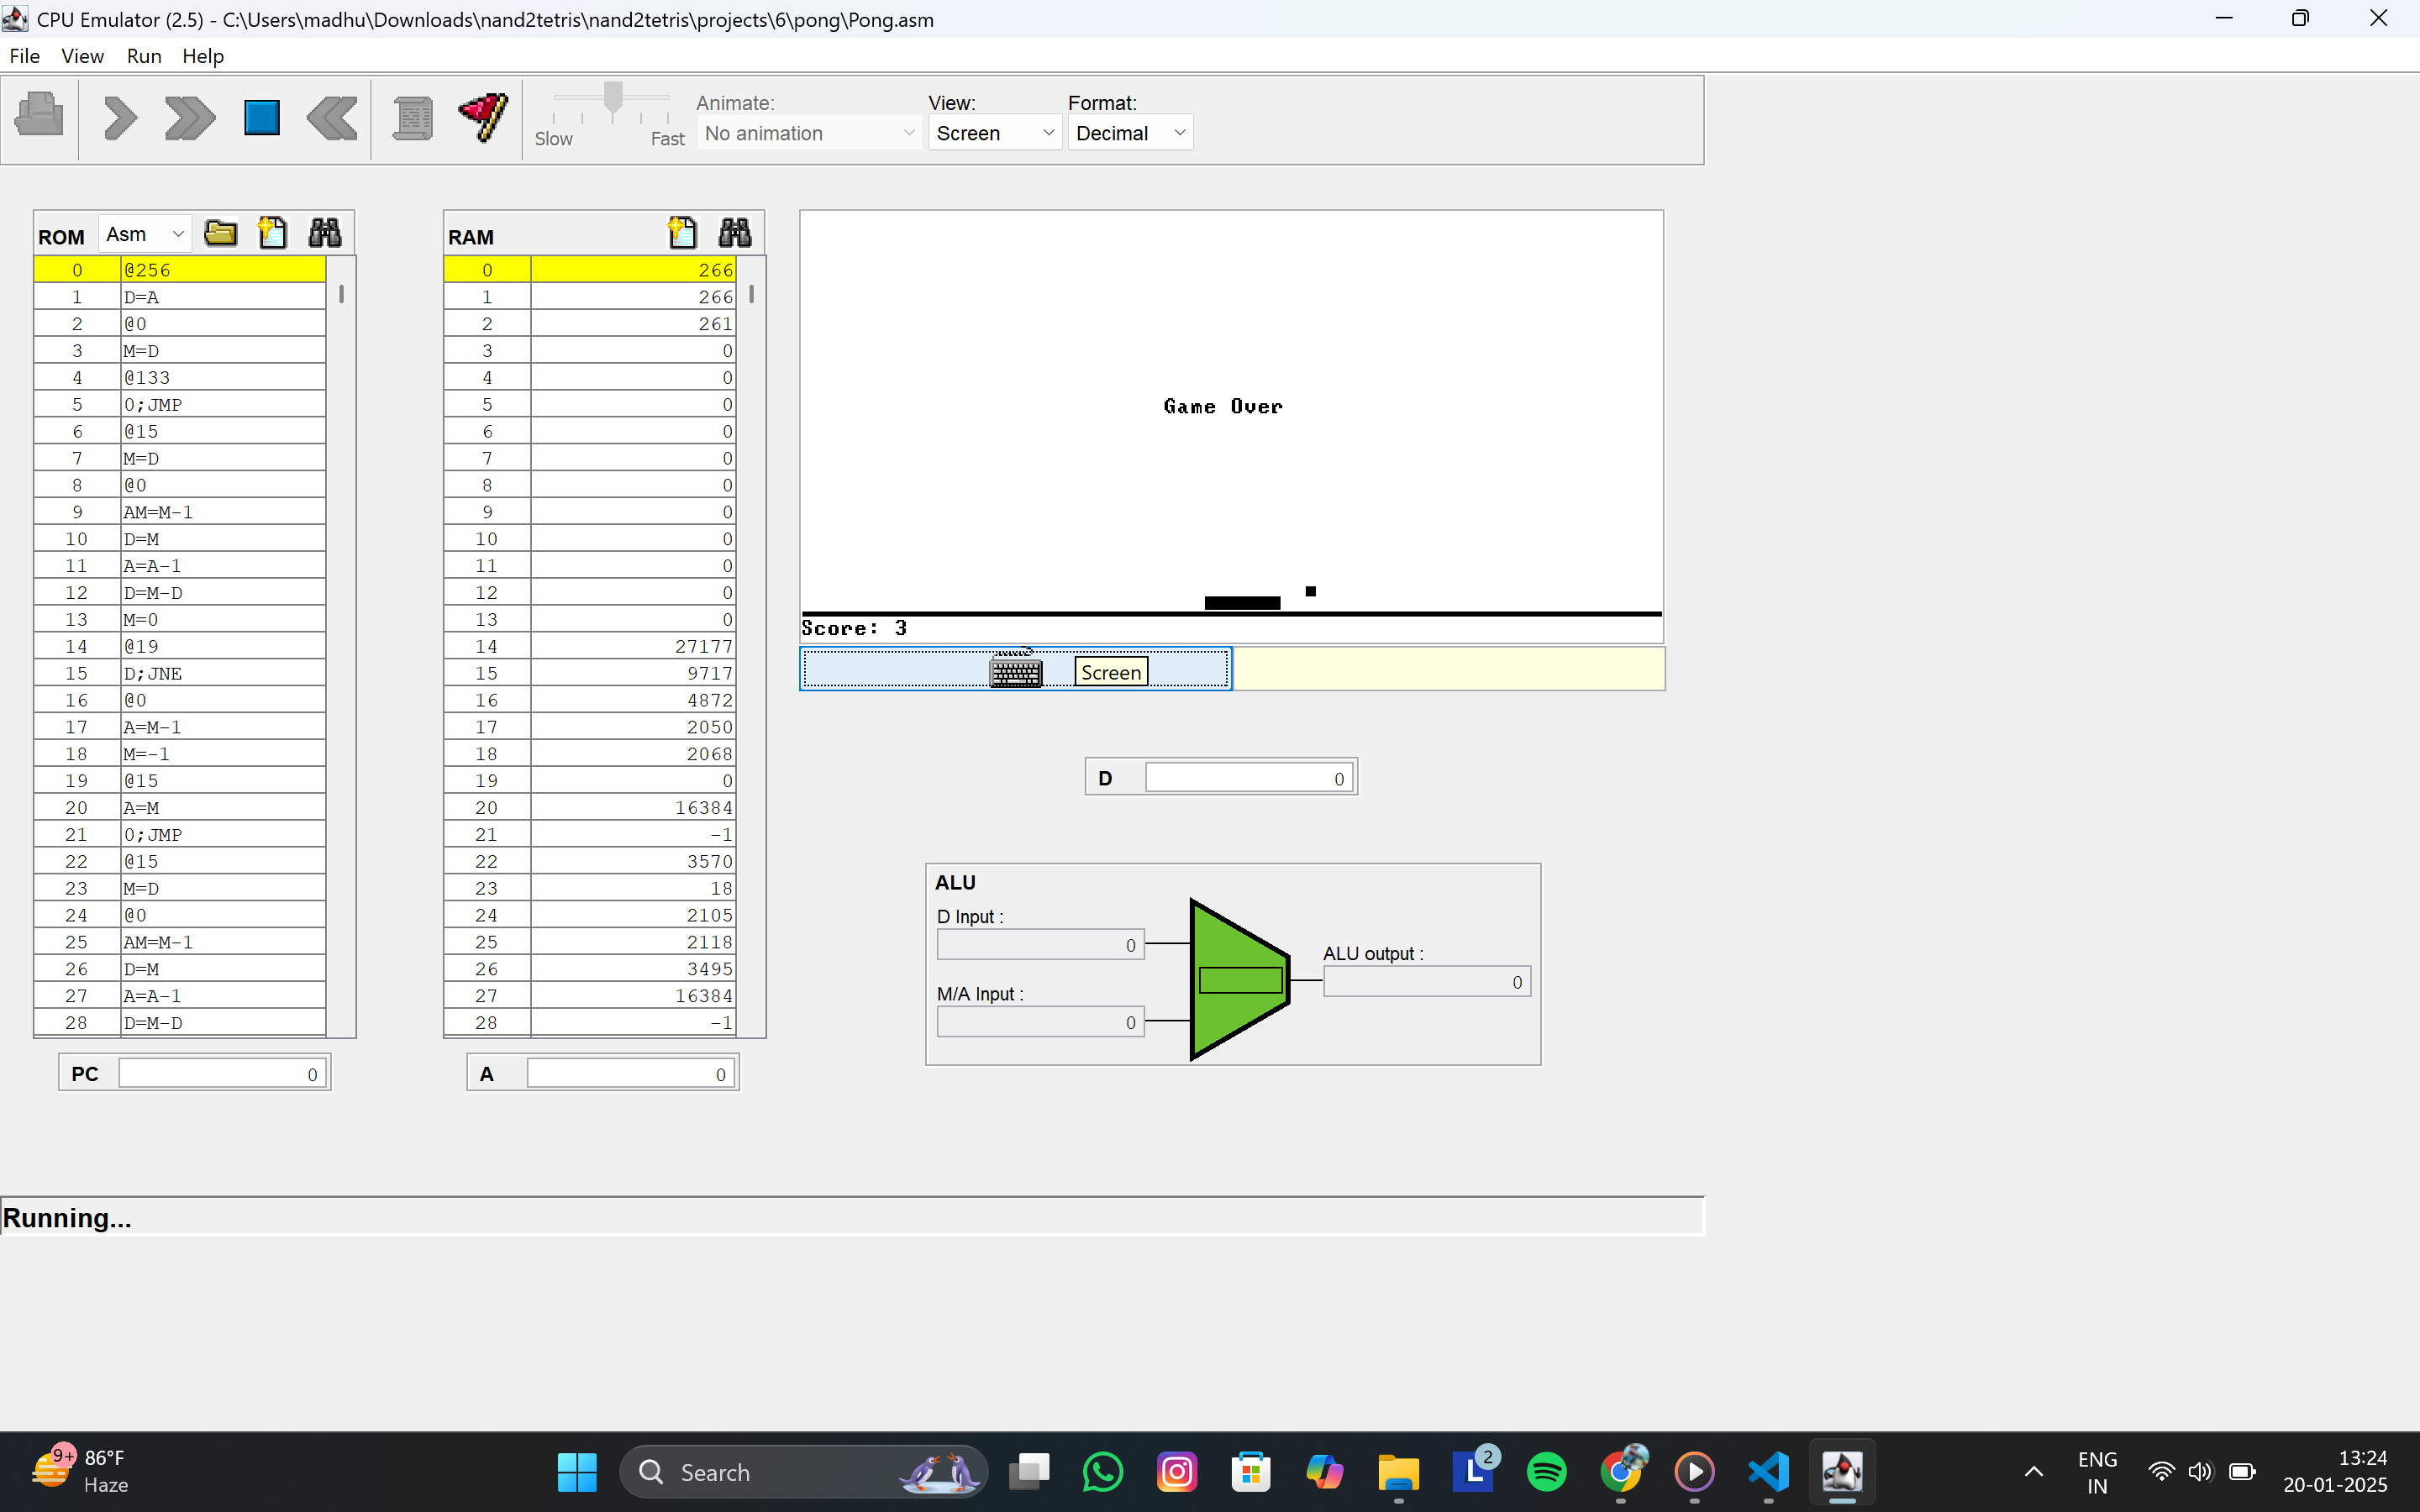 CPU Emulator (2.5) - C:\Users\madhu\Downloads\nand2tetris\nand2tetris\projects\6\pong\Pong.asm
File View Run Help
Slow Fast
Animate:
No animation
View:
Screen
Format:
Decimal
ROM Asm
0 @256
1 D=A
2 @0
3 M=D
4 @133
5 0;JMP
6 @15
7 M=D
8 @0
9 AM=M-1
10 D=M
11 A=A-1
12 D=M-D
13 M=0
14 @19
15 D;JNE
16 @0
17 A=M-1
18 M=-1
19 @15
20 A=M
21 0;JMP
22 @15
23 M=D
24 @0
25 AM=M-1
26 D=M
27 A=A-1
28 D=M-D
PC 0
RAM
0 266
1 266
2 261
3 0
4 0
5 0
6 0
7 0
8 0
9 0
10 0
11 0
12 0
13 0
14 27177
15 9717
16 4872
17 2050
18 2068
19 0
20 16384
21 -1
22 3570
23 18
24 2105
25 2118
26 3495
27 16384
28 -1
A 0
Game Over
Score: 3
Screen
D 0
ALU
D Input :
0
M/A Input :
0
ALU output :
0
Running...
9+
86°F
Haze
Search
L 2
ENG
IN
13:24
20-01-2025